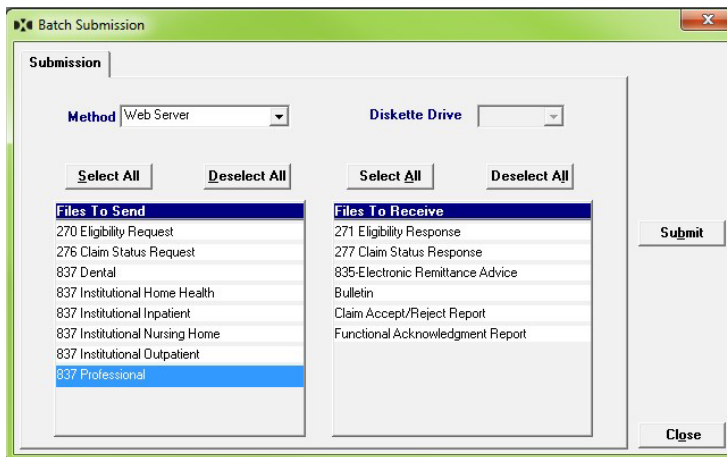 Batch Submission
x
Submission
Method Web Server
Diskette Drive
Select All Deselect All
Select All Deselect All
Files To Send
270 Eligibility Request
276 Claim Status Request
837 Dental
837 Institutional Home Health
837 Institutional Inpatient
837 Institutional Nursing Home
837 Institutional Outpatient
837 Professional
Files To Receive
271 Eligibility Response
277 Claim Status Response
835-Electronic Remittance Advice
Bulletin
Claim Accept/Reject Report
Functional Acknowledgment Report
Submit
Close